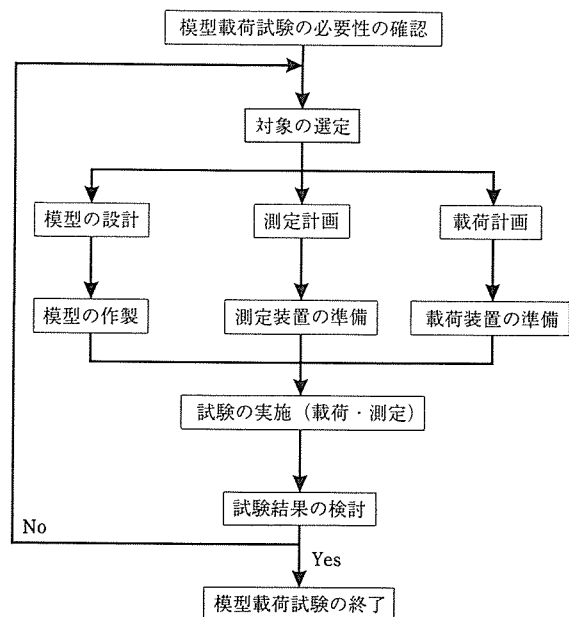 模型載荷試験の必要性の確認
対象の選定
模型の設計
測定計画
載荷計画
模型の作製
測定装置の準備
載荷装置の準備
試験の実施（載荷・測定）
試験結果の検討
No
Yes
模型載荷試験の終了